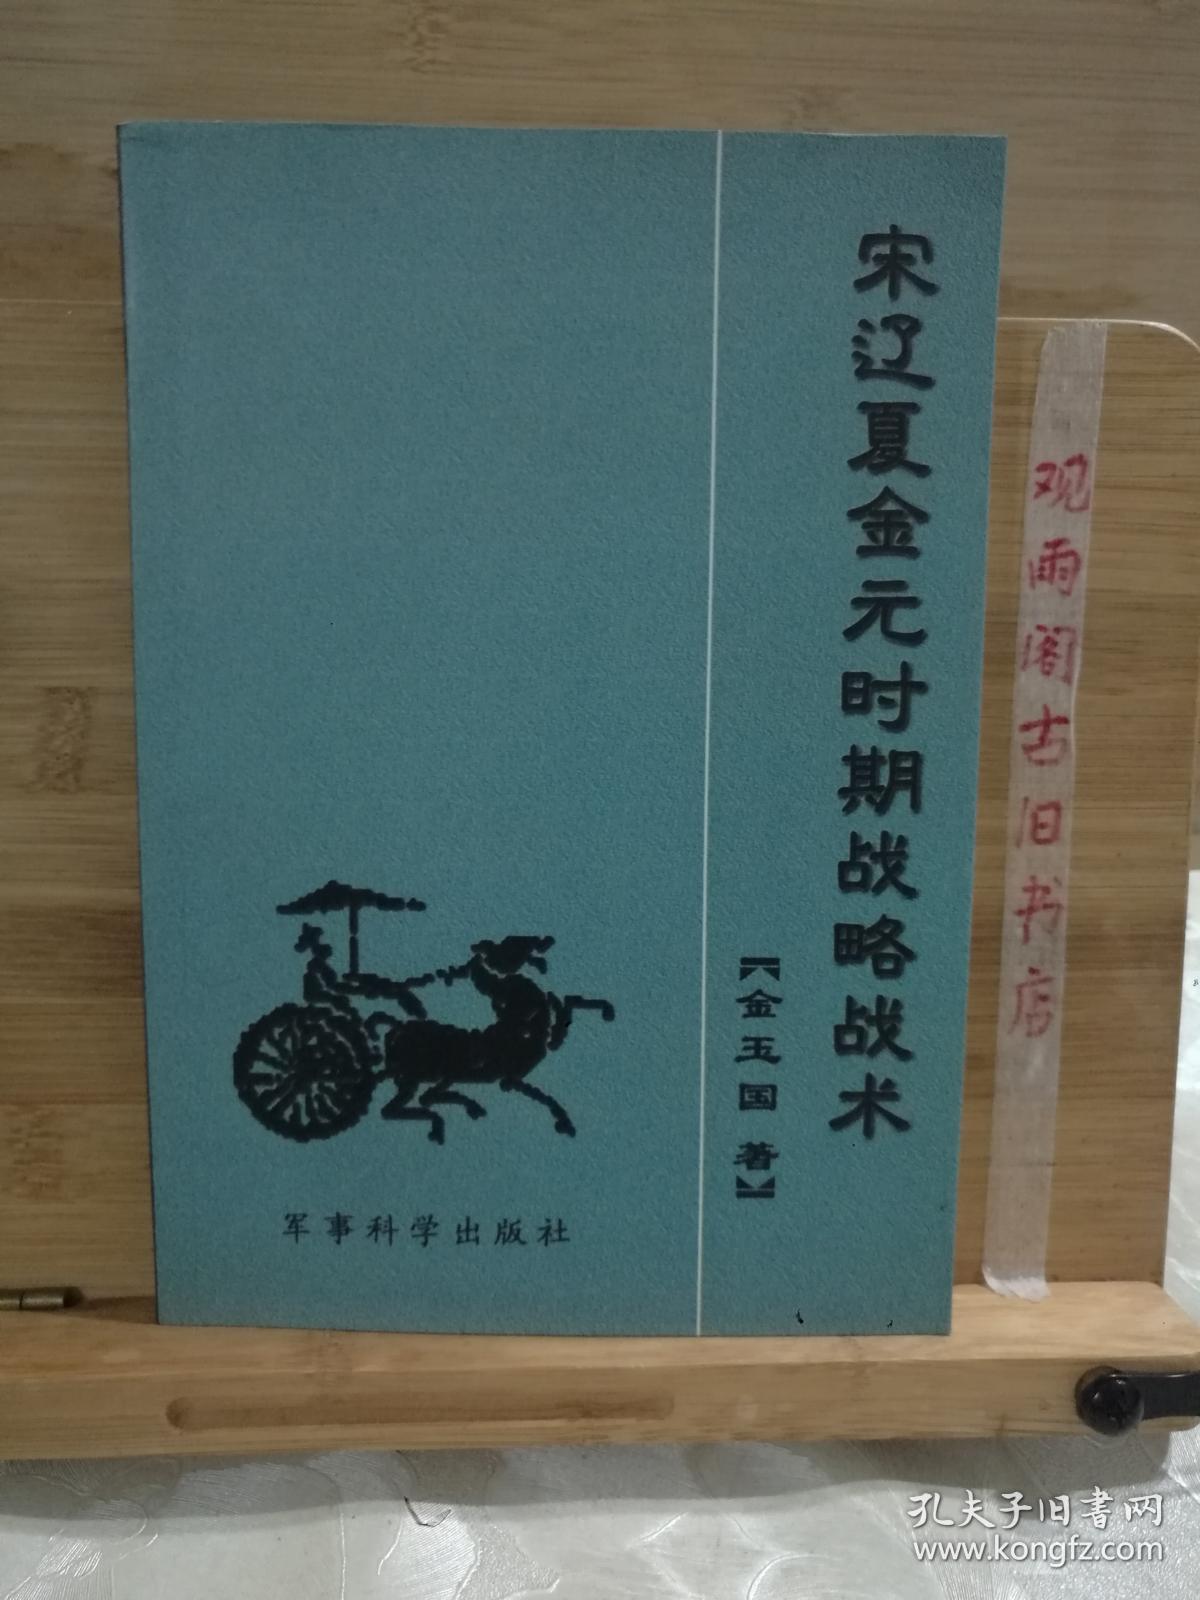 宋辽夏金元时期战略战术
【金玉国 著】
军事科学出版社
观雨阁古旧书店
孔夫子旧書网
www.kongfz.com